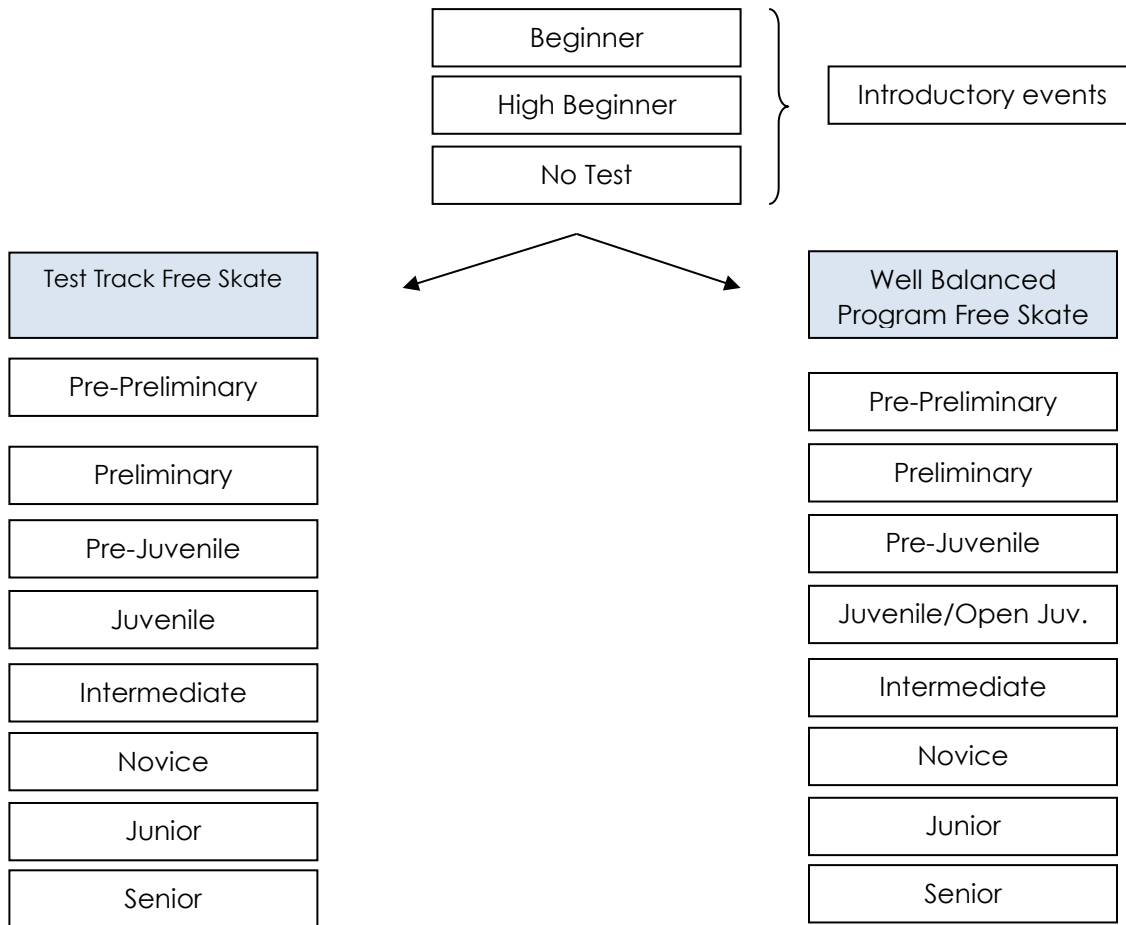 Beginner
High Beginner
No Test
Introductory events
Test Track Free Skate
Pre-Preliminary
Preliminary
Pre-Juvenile
Juvenile
Intermediate
Novice
Junior
Senior
Well Balanced
Program Free Skate
Pre-Preliminary
Preliminary
Pre-Juvenile
Juvenile/Open Juv.
Intermediate
Novice
Junior
Senior